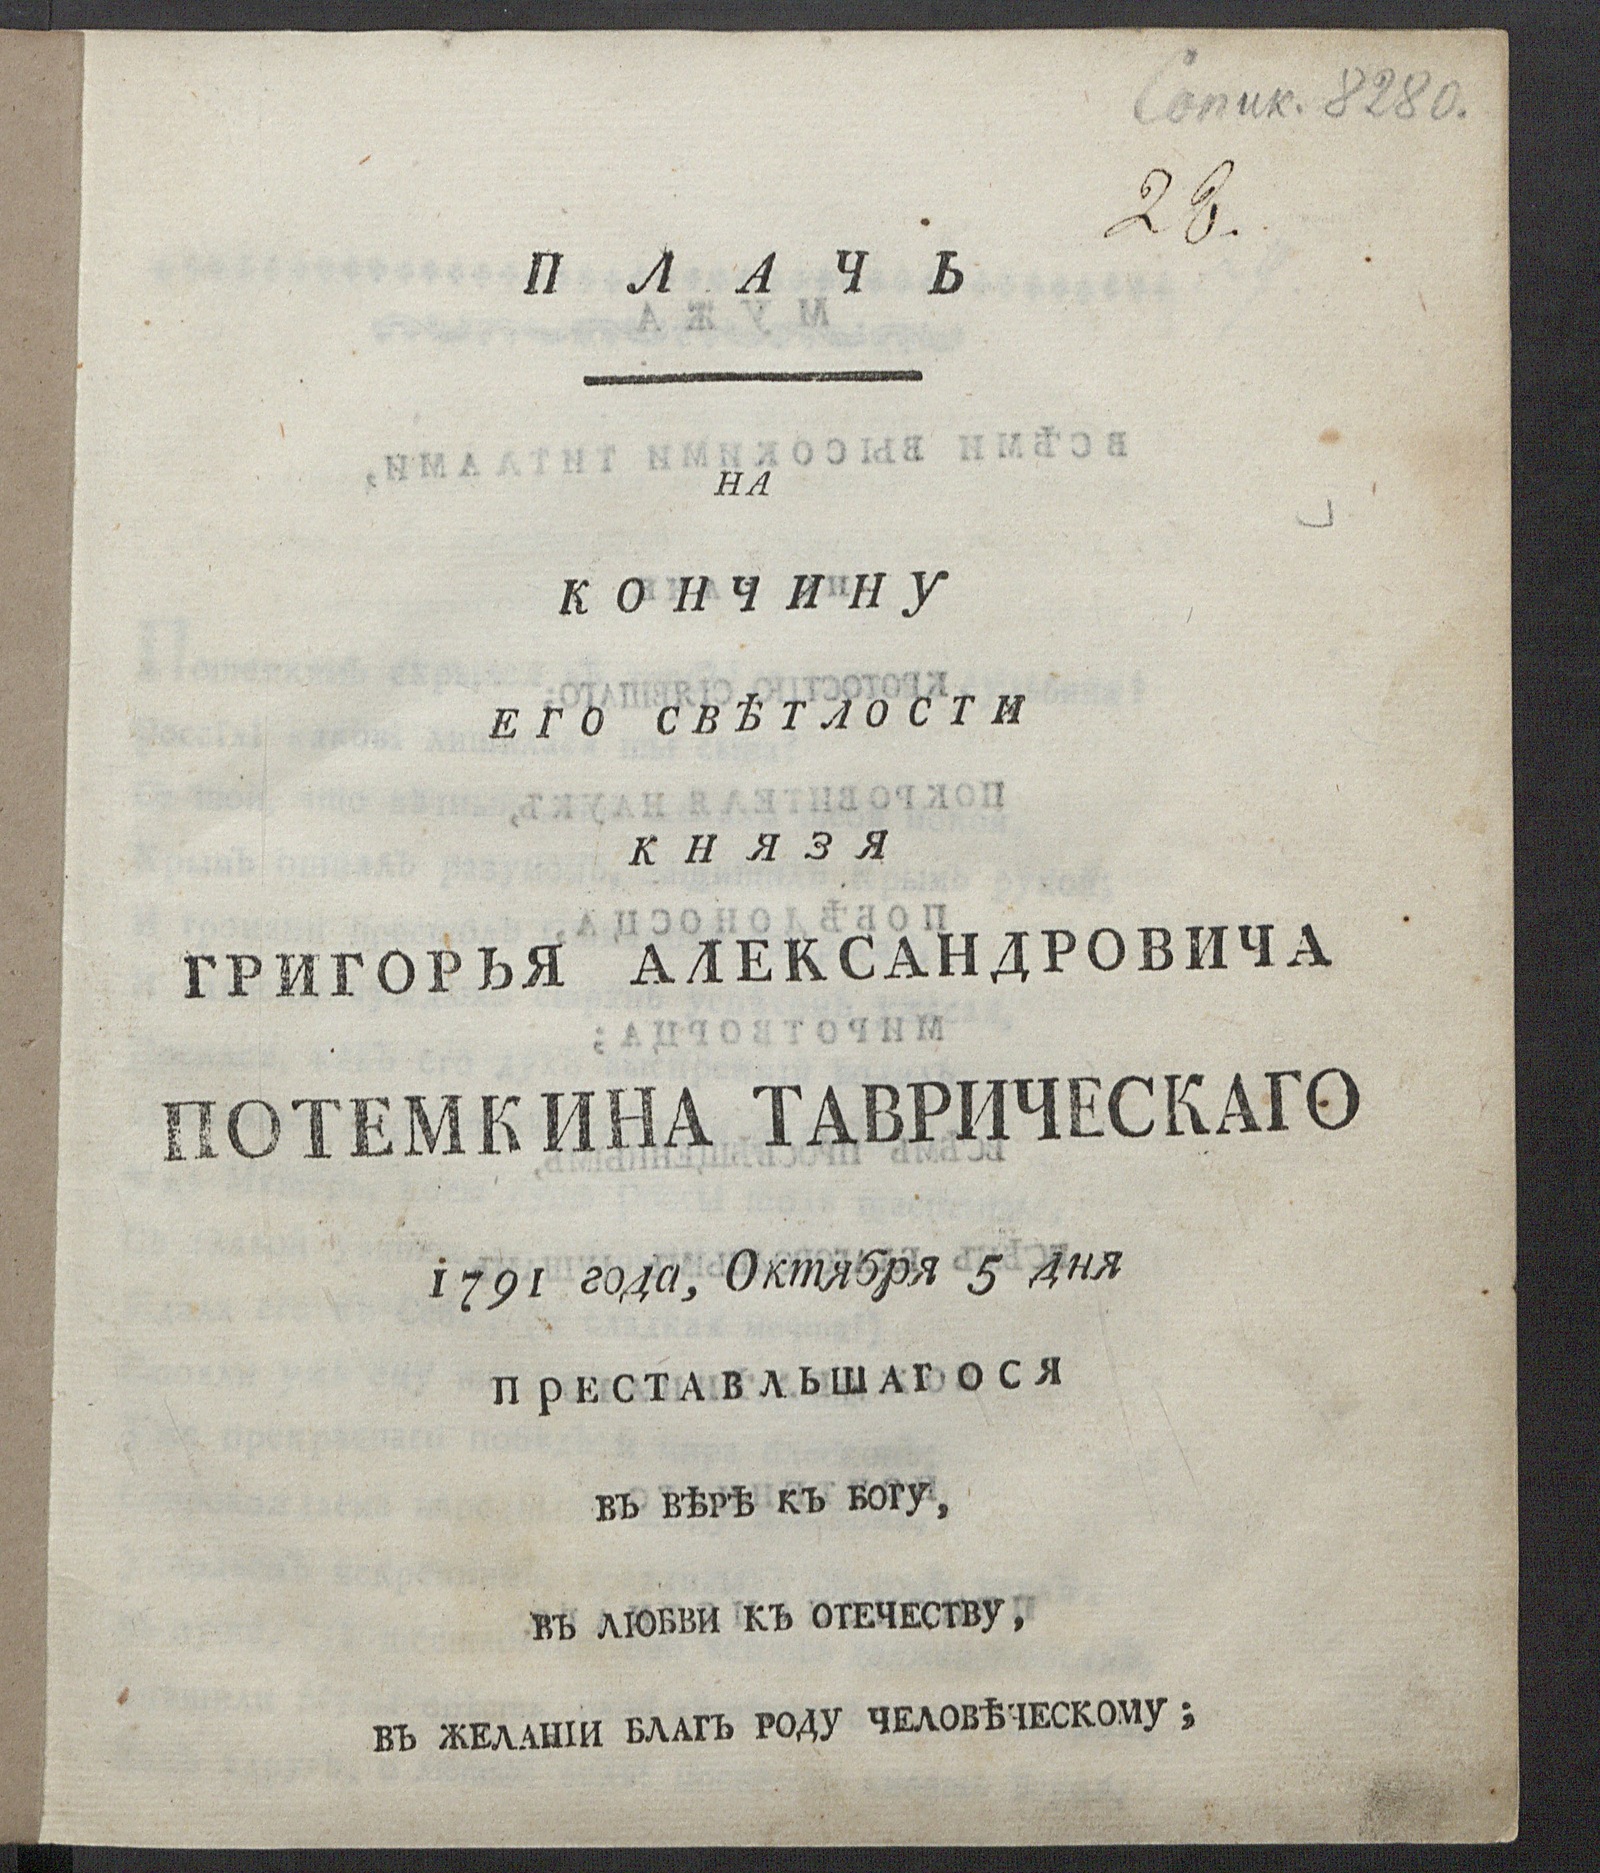 Сопик. 8280.
28.
ПЛАЧЬ
НА
КОНЧИНУ
ЕГО СВѢТЛОСТИ
КНЯЗЯ
ГРИГОРЬЯ АЛЕКСАНДРОВИЧА
ПОТЕМКИНА ТАВРИЧЕСКАГО
1791 года, Октября 5 дня
ПРЕСТАВЛЬШАГОСЯ
ВЪ ВѢРѢ КЪ БОГУ,
ВЪ ЛЮБВИ КЪ ОТЕЧЕСТВУ,
ВЪ ЖЕЛАНІИ БЛАГЪ РОДУ ЧЕЛОВѢЧЕСКОМУ;